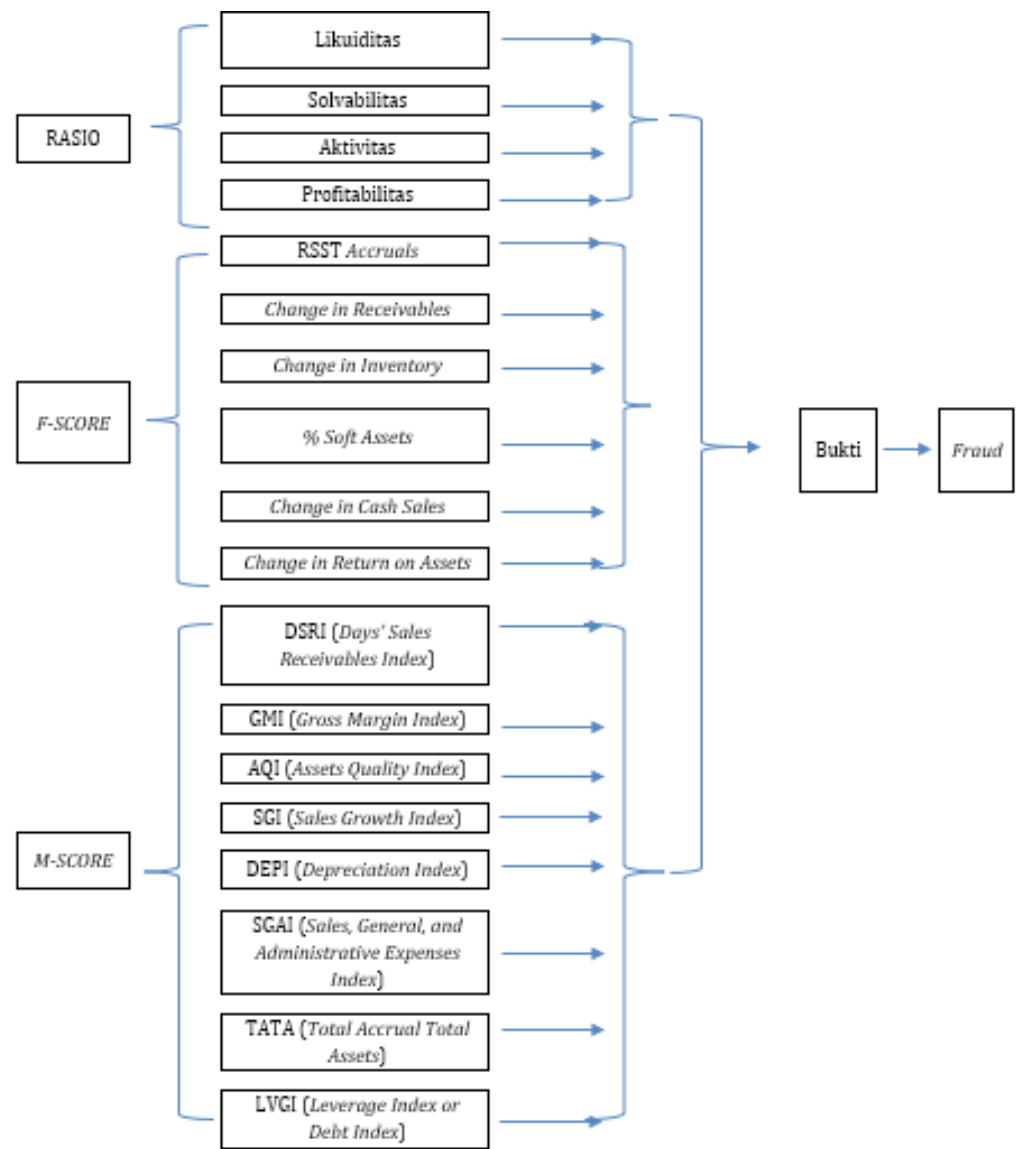 RASIO
Likuiditas
Solvabilitas
Aktivitas
Profitabilitas
F-SCORE
RSST Accruals
Change in Receivables
Change in Inventory
% Soft Assets
Change in Cash Sales
Change in Return on Assets
M-SCORE
DSRI (Days' Sales
Receivables Index)
GMI (Gross Margin Index)
AQI (Assets Quality Index)
SGI (Sales Growth Index)
DEPI (Depreciation Index)
SGAI (Sales, General, and
Administrative Expenses
Index)
TATA (Total Accrual Total
Assets)
LVGI (Leverage Index or
Debt Index)
Bukti
Fraud